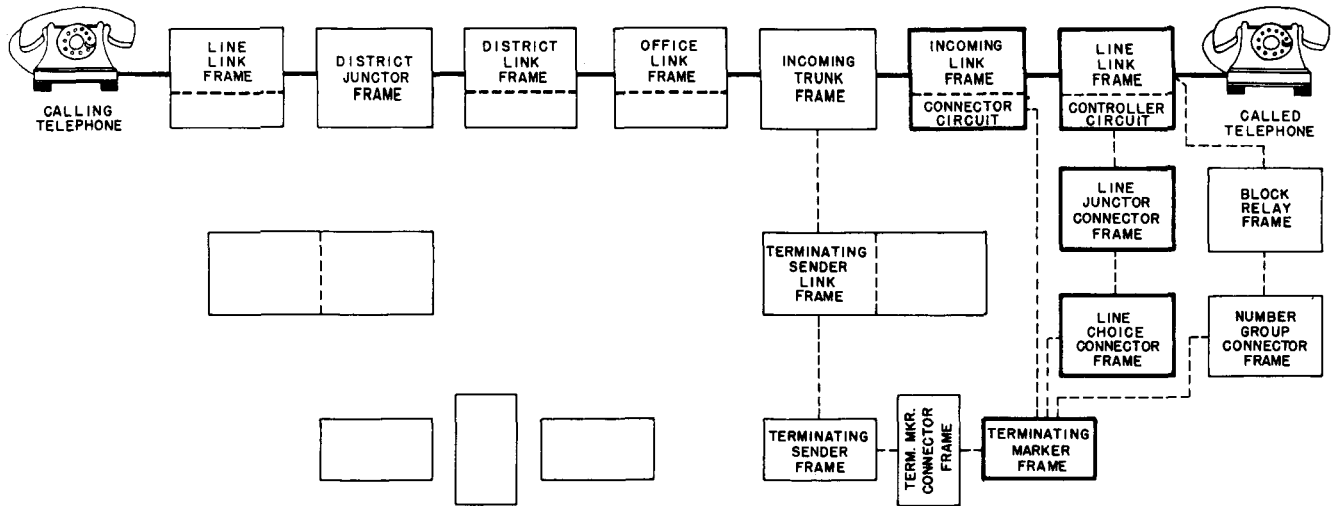 CALLING
TELEPHONE
LINE
LINK
FRAME
DISTRICT
JUNCTOR
FRAME
DISTRICT
LINK
FRAME
OFFICE
LINK
FRAME
INCOMING
TRUNK
FRAME
INCOMING
LINK
FRAME
CONNECTOR
CIRCUIT
LINE
LINK
FRAME
CONTROLLER
CIRCUIT
CALLED
TELEPHONE
LINE
JUNCTOR
CONNECTOR
FRAME
BLOCK
RELAY
FRAME
TERMINATING
SENDER
LINK
FRAME
LINE
CHOICE
CONNECTOR
FRAME
NUMBER
GROUP
CONNECTOR
FRAME
TERMINATING
SENDER
FRAME
TERM. MKR.
CONNECTOR
FRAME
TERMINATING
MARKER
FRAME